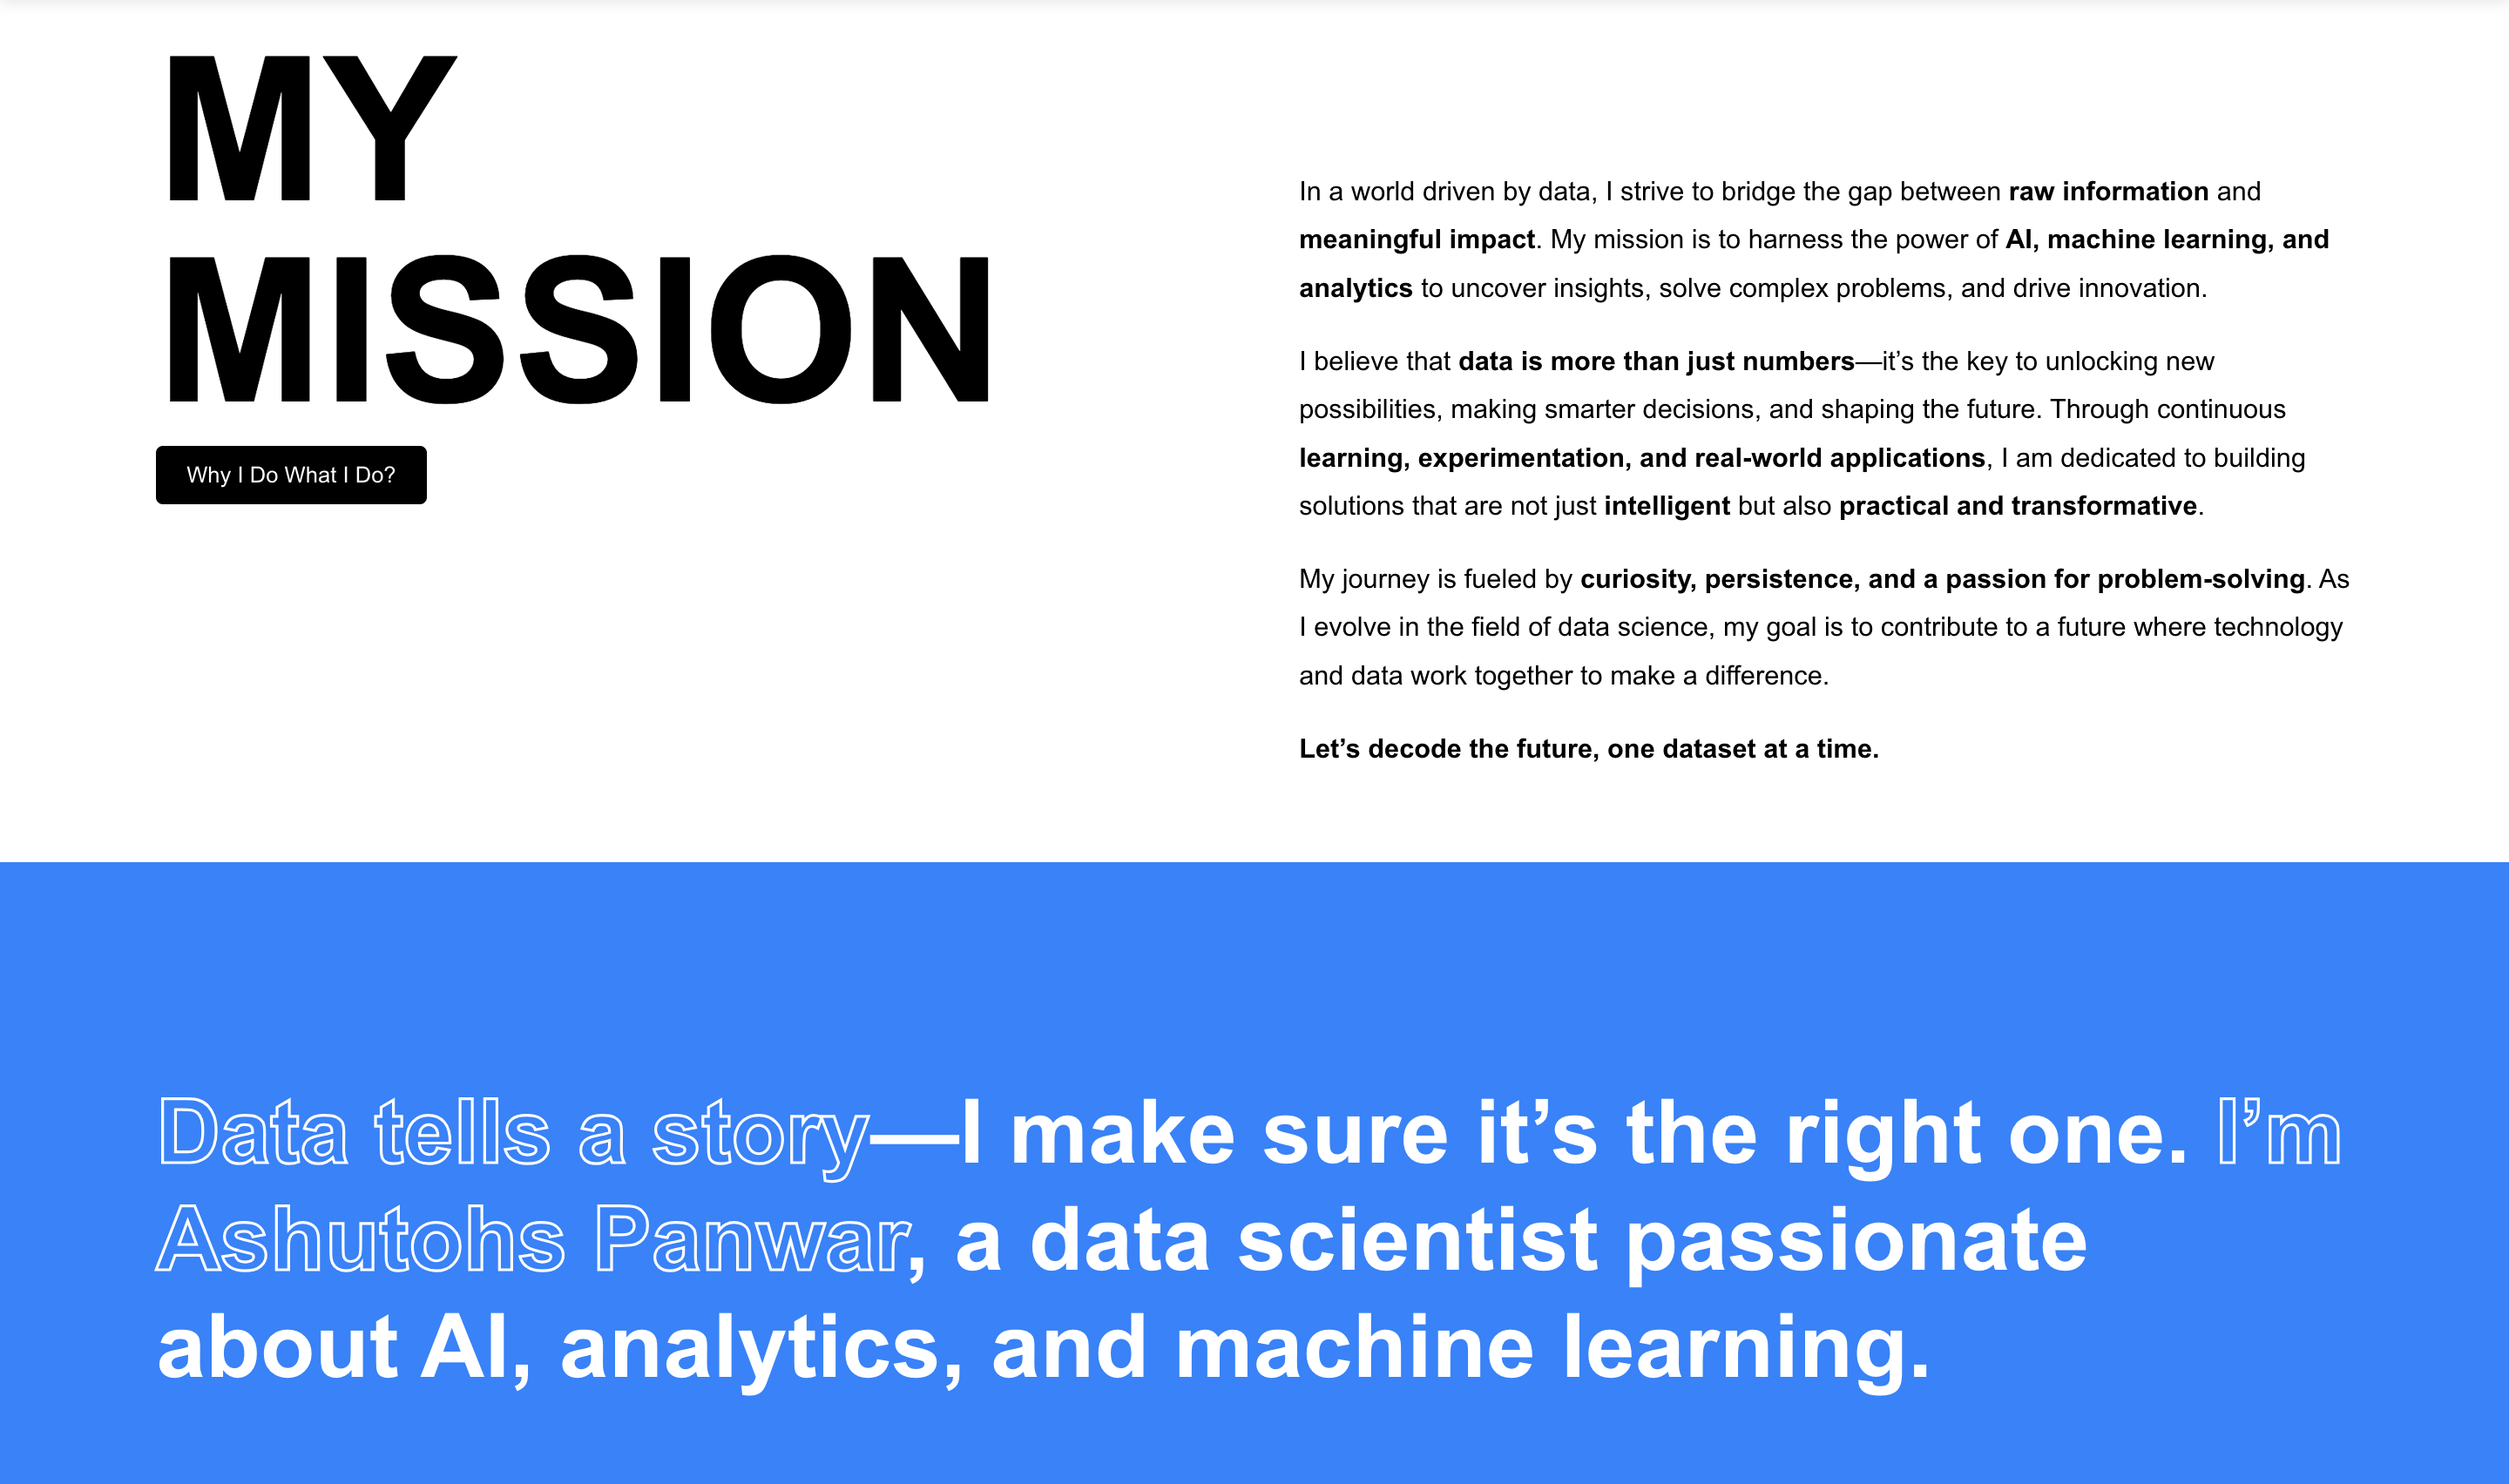 MY
MISSION
Why I Do What I Do?
In a world driven by data, I strive to bridge the gap between raw information and
meaningful impact. My mission is to harness the power of AI, machine learning, and
analytics to uncover insights, solve complex problems, and drive innovation.
I believe that data is more than just numbers—it’s the key to unlocking new
possibilities, making smarter decisions, and shaping the future. Through continuous
learning, experimentation, and real-world applications, I am dedicated to building
solutions that are not just intelligent but also practical and transformative.
My journey is fueled by curiosity, persistence, and a passion for problem-solving. As
I evolve in the field of data science, my goal is to contribute to a future where technology
and data work together to make a difference.
Let’s decode the future, one dataset at a time.
Data tells a story—I make sure it’s the right one. I’m
Ashutohs Panwar, a data scientist passionate
about AI, analytics, and machine learning.